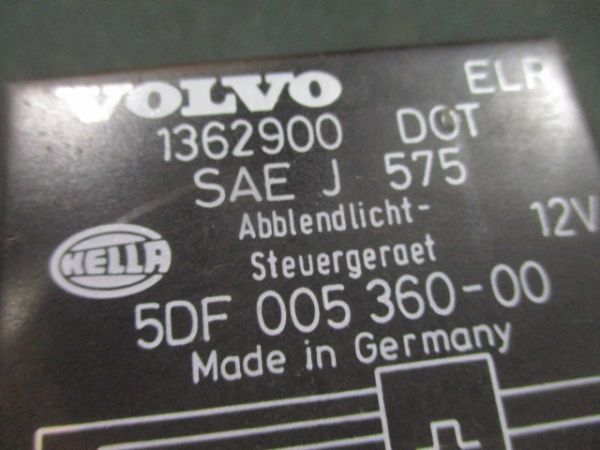 VOLVO ELR
1362900 DOT
SAE J 575
Abblendlicht- 12V
HELLA Steuergeraet
5DF 005 360-00
Made in Germany